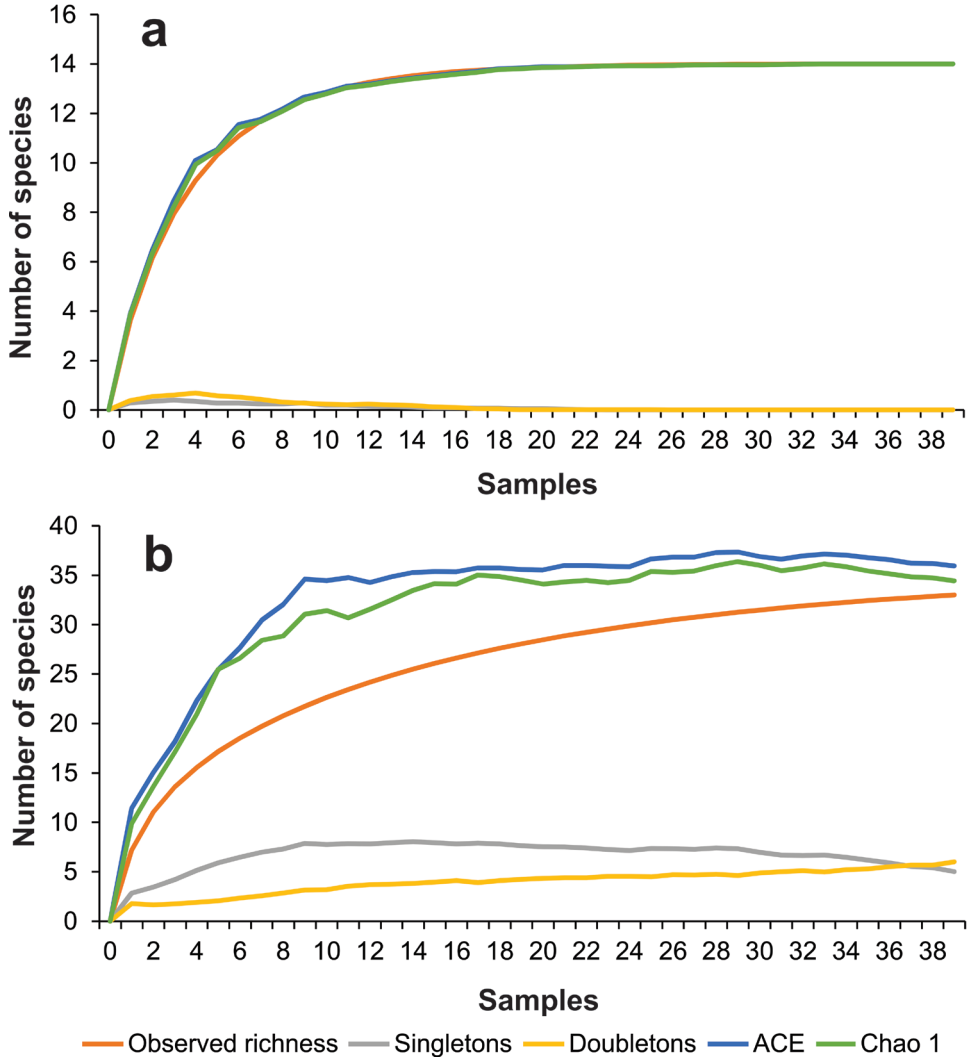 a
Number of species
16
14
12
10
8
6
4
2
0
0 2 4 6 8 10 12 14 16 18 20 22 24 26 28 30 32 34 36 38
Samples
b
Number of species
40
35
30
25
20
15
10
5
0
0 2 4 6 8 10 12 14 16 18 20 22 24 26 28 30 32 34 36 38
Samples
Observed richness Singletons Doubletons ACE Chao 1